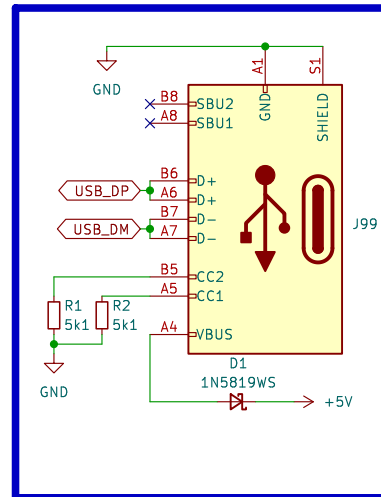 GND
A1
S1
B8
SBU2
A8
SBU1
GND
SHIELD
B6
D+
USB_DP
A6
D+
B7
D-
USB_DM
A7
D-
J99
B5
CC2
A5
CC1
R1
5k1
R2
5k1
A4
VBUS
GND
D1
1N5819WS
+5V